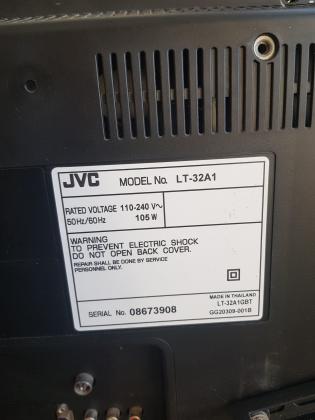 JVC MODEL No. LT-32A1
RATED VOLTAGE 110-240 V~
50Hz/60Hz 105 W
WARNING
TO PREVENT ELECTRIC SHOCK
DO NOT OPEN BACK COVER.
REPAIR SHALL BE DONE BY SERVICE
PERSONNEL ONLY.
MADE IN THAILAND
LT-32A1GBT
SERIAL No. 08673908 GG20309-001B